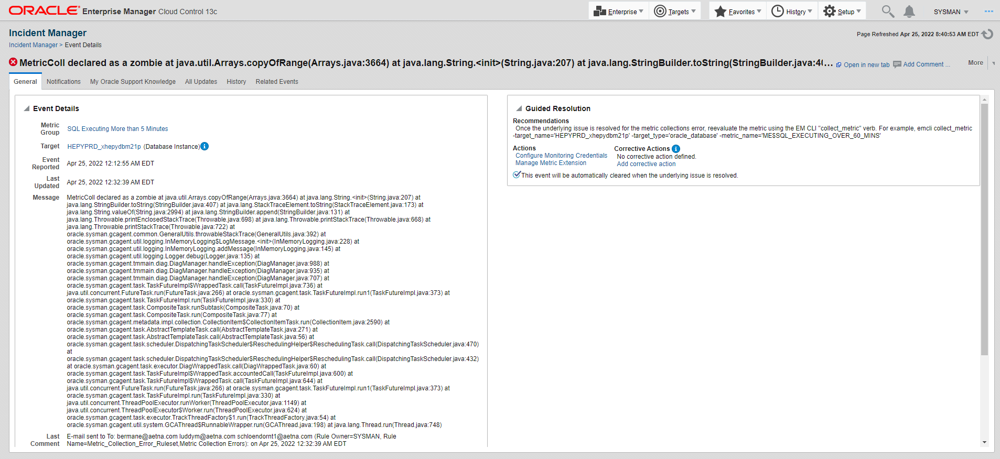 ORACLE Enterprise Manager Cloud Control 13c
Enterprise
Targets
Favorites
History
Setup
SYSMAN
Incident Manager
Page Refreshed Apr 25, 2022 8:40:53 AM EDT
Incident Manager > Event Details
MetricColl declared as a zombie at java.util.Arrays.copyOfRange(Arrays.java:3664) at java.lang.String.<init>(String.java:207) at java.lang.StringBuilder.toString(StringBuilder.java:4(...
Open in new tab
Add Comment ...
More
General
Notifications
My Oracle Support Knowledge
All Updates
History
Related Events
Event Details
Metric Group
SQL Executing More than 5 Minutes
Target
HEPYPRD_xhepydbm21p (Database Instance)
Event Reported
Apr 25, 2022 12:12:55 AM EDT
Last Updated
Apr 25, 2022 12:32:39 AM EDT
Message
MetricColl declared as a zombie at java.util.Arrays.copyOfRange(Arrays.java:3664) at java.lang.String.<init>(String.java:207) at
java.lang.StringBuilder.toString(StringBuilder.java:407) at java.lang.StackTraceElement.toString(StackTraceElement.java:173) at
java.lang.String.valueOf(String.java:2994) at java.lang.StringBuilder.append(StringBuilder.java:131) at
java.lang.Throwable.printEnclosedStackTrace(Throwable.java:698) at java.lang.Throwable.printStackTrace(Throwable.java:668) at
java.lang.Throwable.printStackTrace(Throwable.java:722) at
oracle.sysman.gcagent.common.GeneralUtils.throwableStackTrace(GeneralUtils.java:392) at
oracle.sysman.gcagent.util.logging.InMemoryLogging$LogMessage.<init>(InMemoryLogging.java:228) at
oracle.sysman.gcagent.util.logging.InMemoryLogging.addMessage(InMemoryLogging.java:145) at
oracle.sysman.gcagent.util.logging.Logger.debug(Logger.java:135) at
oracle.sysman.gcagent.tmmain.diag.DiagManager.handleException(DiagManager.java:988) at
oracle.sysman.gcagent.tmmain.diag.DiagManager.handleException(DiagManager.java:935) at
oracle.sysman.gcagent.tmmain.diag.DiagManager.handleException(DiagManager.java:707) at
oracle.sysman.gcagent.task.TaskFutureImpl$WrappedTask.call(TaskFutureImpl.java:736) at
java.util.concurrent.FutureTask.run(FutureTask.java:266) at oracle.sysman.gcagent.task.TaskFutureImpl.run1(TaskFutureImpl.java:373) at
oracle.sysman.gcagent.task.TaskFutureImpl.run(TaskFutureImpl.java:330) at
oracle.sysman.gcagent.task.CompositeTask.runSubtask(CompositeTask.java:70) at
oracle.sysman.gcagent.task.CompositeTask.run(CompositeTask.java:77) at
oracle.sysman.gcagent.metadata.impl.collection.CollectionItem$CollectionItemTask.run(CollectionItem.java:2590) at
oracle.sysman.gcagent.task.AbstractTemplateTask.call(AbstractTemplateTask.java:271) at
oracle.sysman.gcagent.task.AbstractTemplateTask.call(AbstractTemplateTask.java:56) at
oracle.sysman.gcagent.task.scheduler.DispatchingTaskScheduler$ReschedulingHelper$ReschedulingTask.call(DispatchingTaskScheduler.java:470)
at
oracle.sysman.gcagent.task.scheduler.DispatchingTaskScheduler$ReschedulingHelper$ReschedulingTask.call(DispatchingTaskScheduler.java:432)
at oracle.sysman.gcagent.task.executor.DiagWrappedTask.call(DiagWrappedTask.java:60) at
oracle.sysman.gcagent.task.TaskFutureImpl$WrappedTask.accountedCall(TaskFutureImpl.java:600) at
oracle.sysman.gcagent.task.TaskFutureImpl$WrappedTask.call(TaskFutureImpl.java:644) at
java.util.concurrent.FutureTask.run(FutureTask.java:266) at oracle.sysman.gcagent.task.TaskFutureImpl.run1(TaskFutureImpl.java:373) at
oracle.sysman.gcagent.task.TaskFutureImpl.run(TaskFutureImpl.java:330) at
java.util.concurrent.ThreadPoolExecutor.runWorker(ThreadPoolExecutor.java:1149) at
java.util.concurrent.ThreadPoolExecutor$Worker.run(ThreadPoolExecutor.java:624) at
oracle.sysman.gcagent.task.executor.TrackThreadFactory$1.run(TrackThreadFactory.java:54) at
oracle.sysman.gcagent.util.system.GCAThread$RunnableWrapper.run(GCAThread.java:198) at java.lang.Thread.run(Thread.java:748)
Last Comment
E-mail sent to To: bermane@aetna.com luddym@aetna.com schloendornt1@aetna.com (Rule Owner=SYSMAN, Rule
Name=Metric_Collection_Error_Ruleset,Metric Collection Errors): on Apr 25, 2022 12:32:39 AM EDT
Guided Resolution
Recommendations
Once the underlying issue is resolved for the metric collections error, reevaluate the metric using the EM CLI "collect_metric" verb. For example, emcli collect_metric
-target_name='HEPYPRD_xhepydbm21p' -target_type='oracle_database' -metric_name='ME$SQL_EXECUTING_OVER_60_MINS'
Actions
Configure Monitoring Credentials
Manage Metric Extension
Corrective Actions
No corrective action defined.
Add corrective action
This event will be automatically cleared when the underlying issue is resolved.